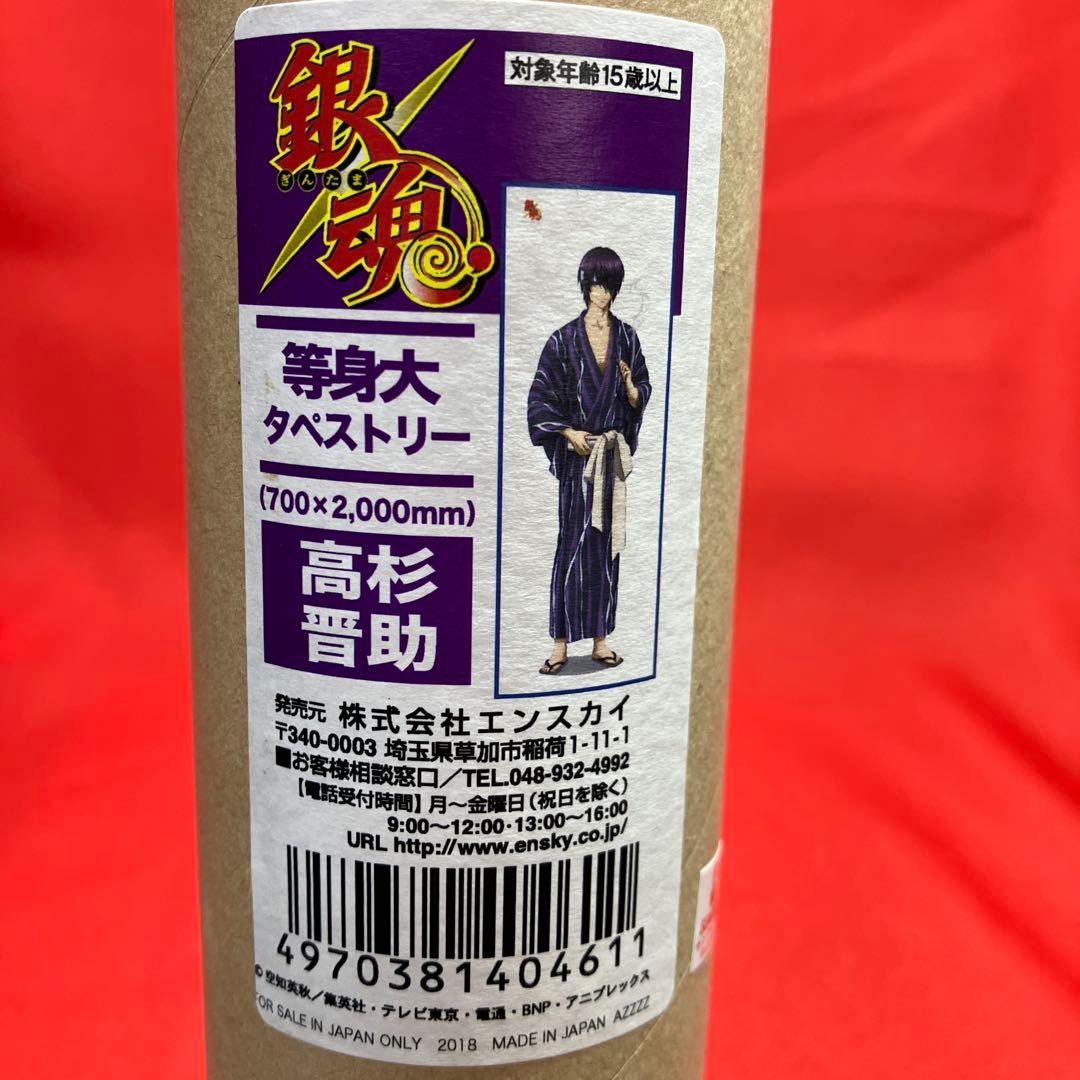 銀魂
ぎんたま
対象年齢15歳以上
等身大
タペストリー
(700×2,000mm)
高杉
晋助
発売元 株式会社エンスカイ
〒340-0003 埼玉県草加市稲荷1-11-1
■お客様相談窓口／TEL.048-932-4992
【電話受付時間】月〜金曜日(祝日を除く)
9:00〜12:00・13:00〜16:00
URL http://www.ensky.co.jp/
4970381404611
© 空知英秋／集英社・テレビ東京・電通・BNP・アニプレックス
FOR SALE IN JAPAN ONLY 2018 MADE IN JAPAN AZZZZ